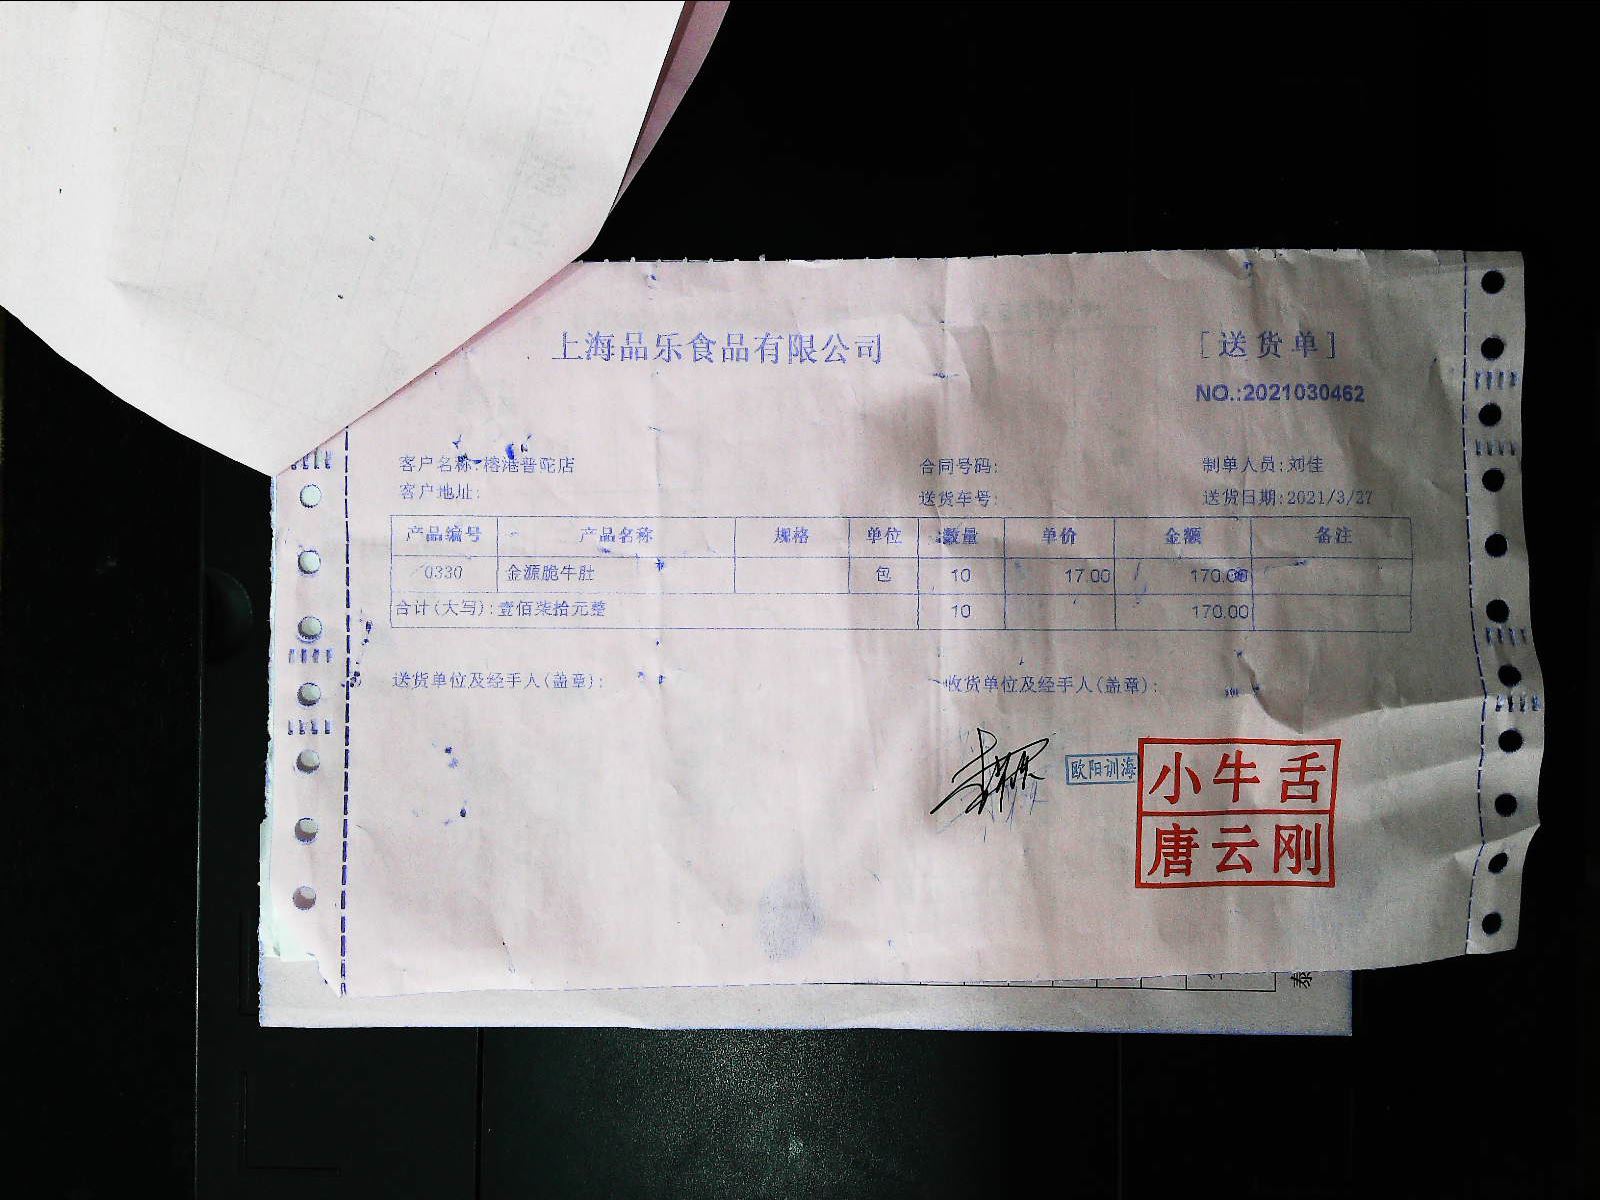 上海品乐食品有限公司 [送货单]
NO.:2021030462
客户名称:榕港普陀店 合同号码: 制单人员:刘佳
客户地址: 送货车号: 送货日期:2021/3/27
产品编号 产品名称 规格 单位 数量 单价 金额 备注
0330 金源脆牛肚 包 10 17.00 170.00
合计(大写):壹佰柒拾元整 10 170.00
送货单位及经手人(盖章): 收货单位及经手人(盖章):
欧阳训海
小牛舌
唐云刚